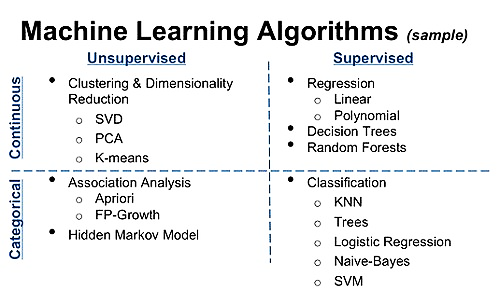 Machine Learning Algorithms (sample)
Unsupervised
Supervised
Continuous
• Clustering & Dimensionality
Reduction
o SVD
o PCA
o K-means
• Regression
o Linear
o Polynomial
• Decision Trees
• Random Forests
Categorical
• Association Analysis
o Apriori
o FP-Growth
• Hidden Markov Model
• Classification
o KNN
o Trees
o Logistic Regression
o Naive-Bayes
o SVM